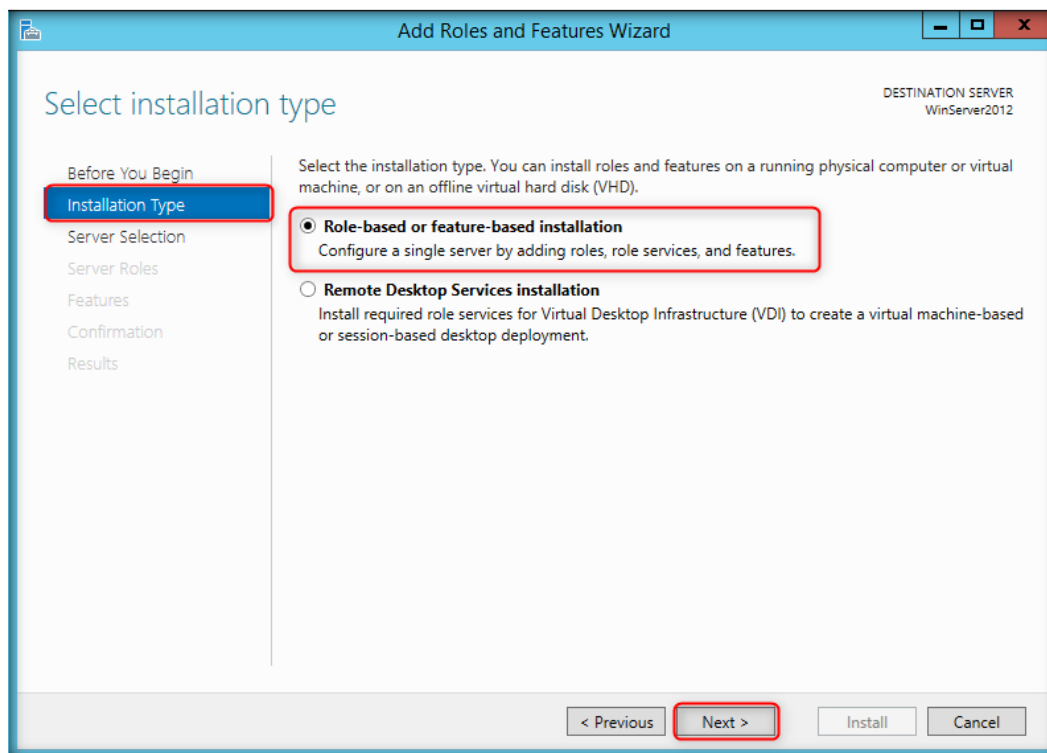 Add Roles and Features Wizard
Select installation type
DESTINATION SERVER
WinServer2012
Before You Begin
Installation Type
Server Selection
Server Roles
Features
Confirmation
Results
Select the installation type. You can install roles and features on a running physical computer or virtual
machine, or on an offline virtual hard disk (VHD).
Role-based or feature-based installation
Configure a single server by adding roles, role services, and features.
Remote Desktop Services installation
Install required role services for Virtual Desktop Infrastructure (VDI) to create a virtual machine-based
or session-based desktop deployment.
< Previous
Next >
Install
Cancel